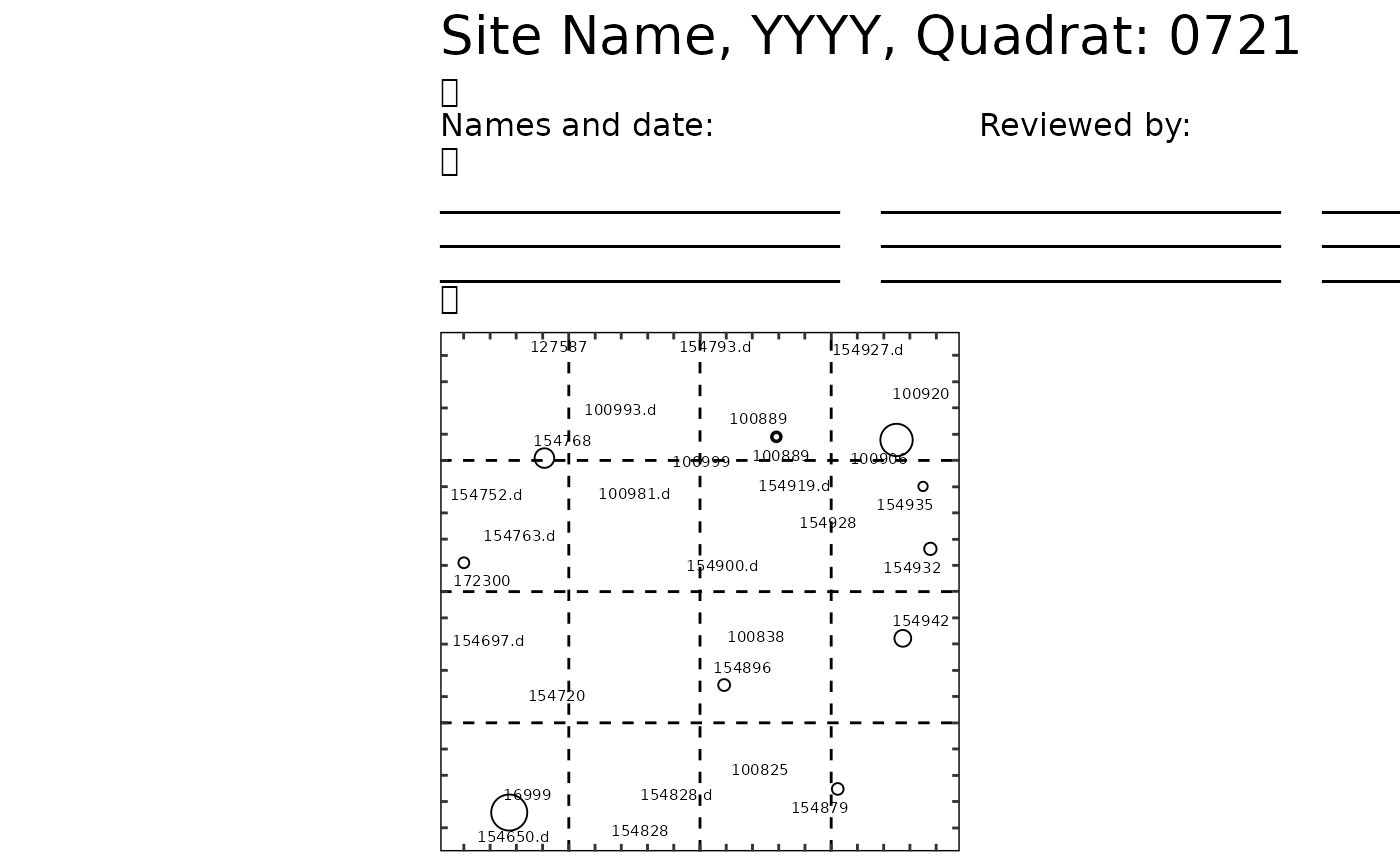 Site Name, YYYY, Quadrat: 0721
Names and date: Reviewed by:
127587 154793.d 154927.d
100920
100993.d
100889
154768
100889
100999 100906
154919.d
154752.d 100981.d
154935
154928
154763.d
154900.d
154932
172300
154942
100838
154697.d
154896
154720
100825
16999 154828.d
154879
154828
154650.d